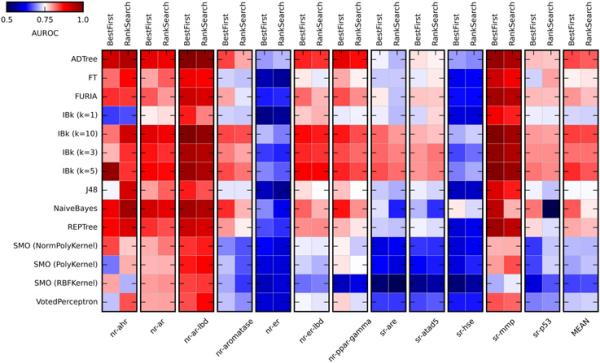 0.5 1.0
AUROC
BestFirst RankSearch BestFirst RankSearch BestFirst RankSearch BestFirst RankSearch BestFirst RankSearch BestFirst RankSearch BestFirst RankSearch BestFirst RankSearch BestFirst RankSearch BestFirst RankSearch BestFirst RankSearch BestFirst RankSearch BestFirst RankSearch
ADTree
FT
FURIA
IBk (k=1)
IBk (k=10)
IBk (k=3)
IBk (k=5)
J48
NaiveBayes
REPTree
SMO (NormPolyKernel)
SMO (PolyKernel)
SMO (RBFKernel)
VotedPerceptron
nr-ahr nr-ar nr-ar-lbd nr-aromatase nr-er nr-er-lbd nr-ppar-gamma sr-are sr-atad5 sr-hse sr-mmp sr-p53 MEAN